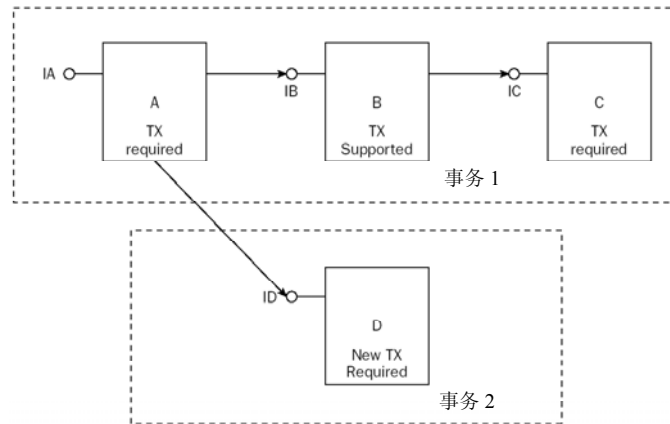 IA
A
TX
required
IB
B
TX
Supported
IC
C
TX
required
事务 1
ID
D
New TX
Required
事务 2